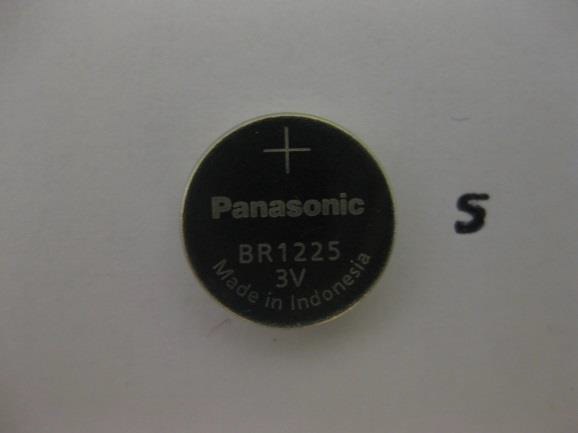 +
Panasonic
BR1225
3V
Made in Indonesia
S